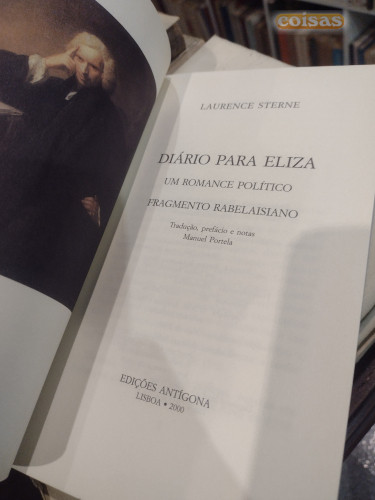 coisas
LAURENCE STERNE
DIÁRIO PARA ELIZA
UM ROMANCE POLÍTICO
FRAGMENTO RABELAISIANO
Tradução, prefácio e notas
Manuel Portela
EDIÇÕES ANTÍGONA
LISBOA • 2000